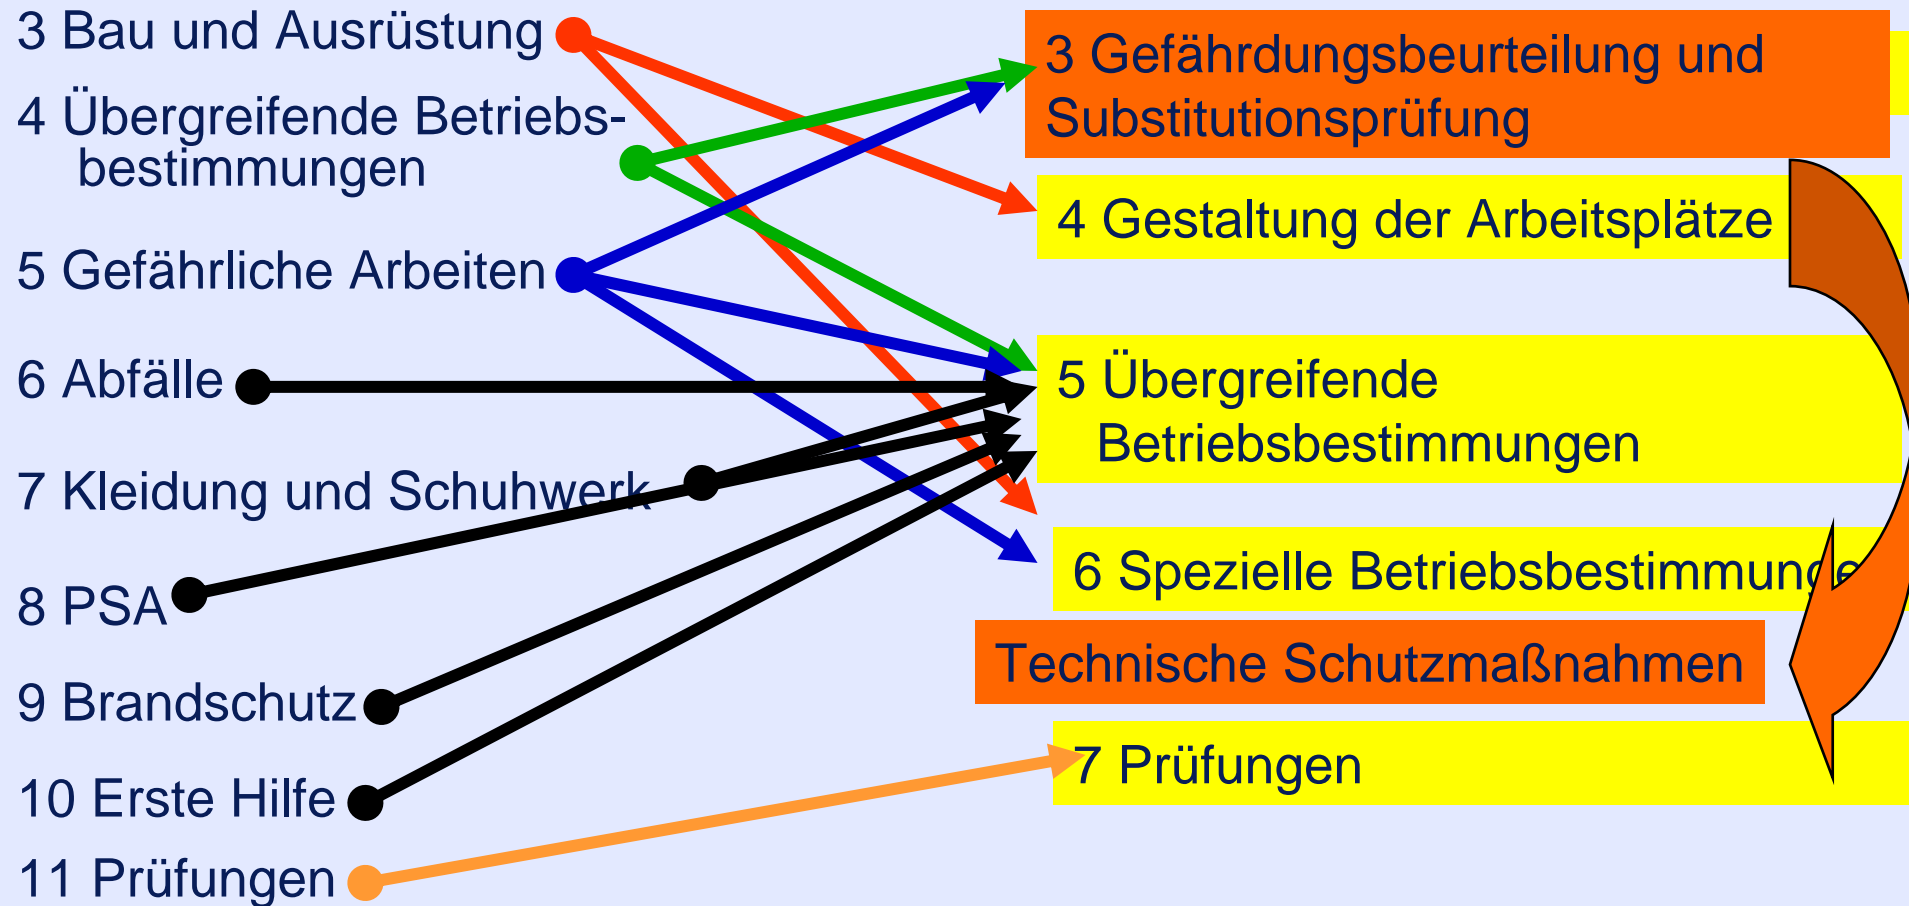 3 Bau und Ausrüstung
4 Übergreifende Betriebs-
bestimmungen
5 Gefährliche Arbeiten
6 Abfälle
7 Kleidung und Schuhwerk
8 PSA
9 Brandschutz
10 Erste Hilfe
11 Prüfungen
3 Gefährdungsbeurteilung und
Substitutionsprüfung
4 Gestaltung der Arbeitsplätze
5 Übergreifende
Betriebsbestimmungen
6 Spezielle Betriebsbestimmunge
Technische Schutzmaßnahmen
7 Prüfungen